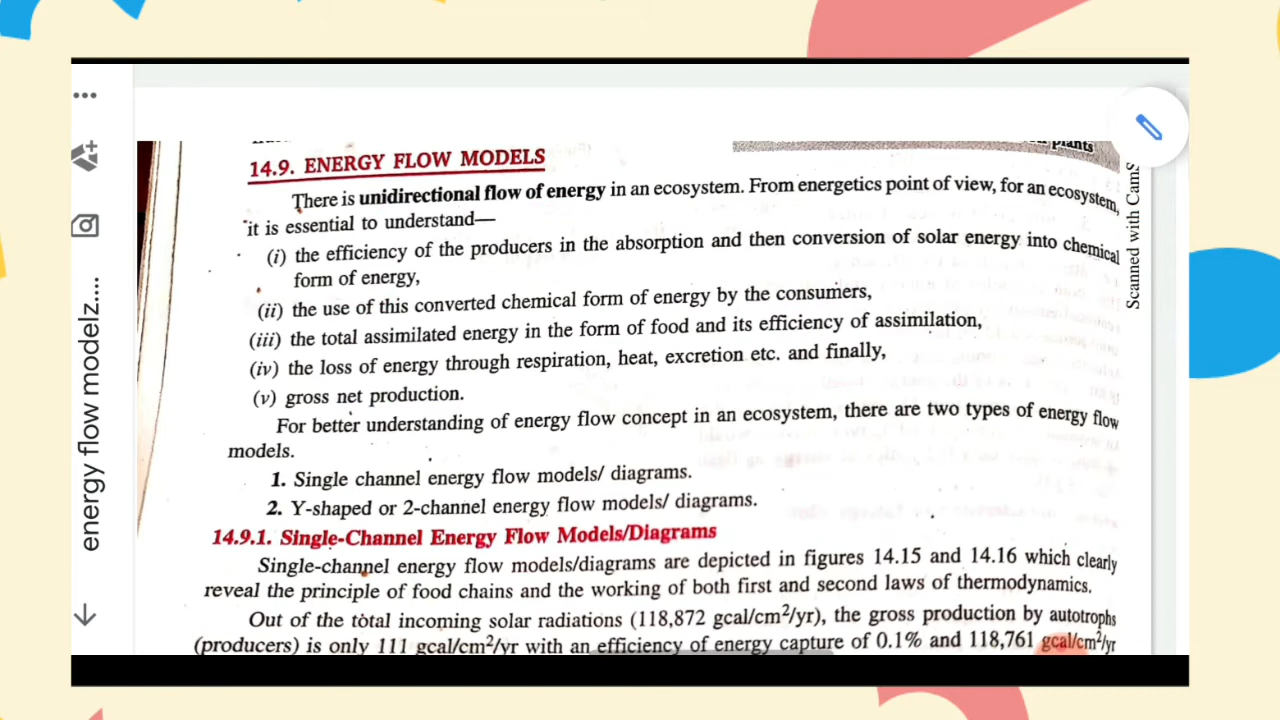 plants
14.9. ENERGY FLOW MODELS
There is unidirectional flow of energy in an ecosystem. From energetics point of view, for an ecosystem,
it is essential to understand—
(i) the efficiency of the producers in the absorption and then conversion of solar energy into chemical
form of energy,
(ii) the use of this converted chemical form of energy by the consumers,
(iii) the total assimilated energy in the form of food and its efficiency of assimilation,
(iv) the loss of energy through respiration, heat, excretion etc. and finally,
(v) gross net production.
For better understanding of energy flow concept in an ecosystem, there are two types of energy flow
models.
1. Single channel energy flow models/ diagrams.
2. Y-shaped or 2-channel energy flow models/ diagrams.
14.9.1. Single-Channel Energy Flow Models/Diagrams
Single-channel energy flow models/diagrams are depicted in figures 14.15 and 14.16 which clearly
reveal the principle of food chains and the working of both first and second laws of thermodynamics.
Out of the total incoming solar radiations (118,872 gcal/cm²/yr), the gross production by autotrophs
(producers) is only 111 gcal/cm²/yr with an efficiency of energy capture of 0.1% and 118,761 gcal/cm²/yr
Scanned with CamS
energy flow modelz....